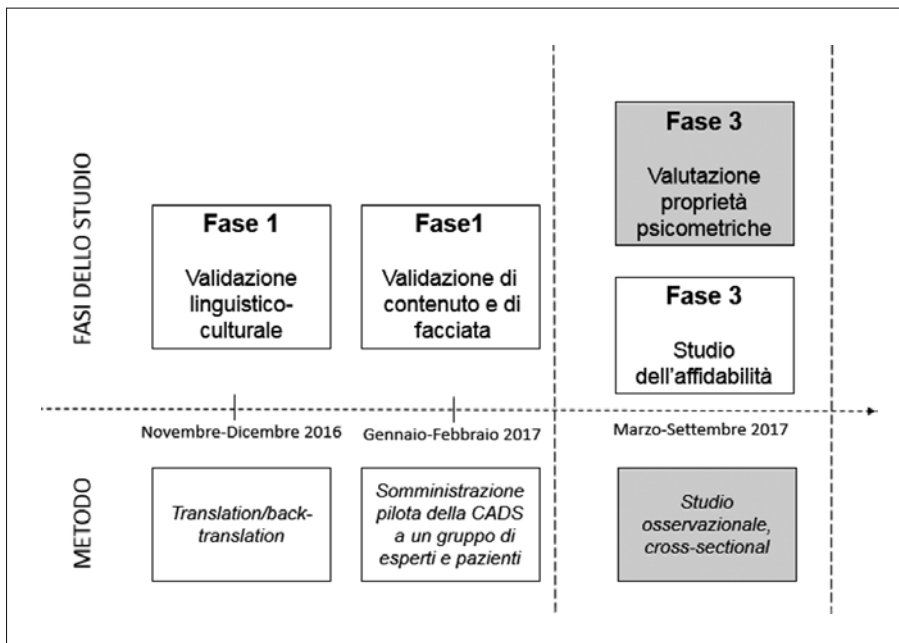 FASI DELLO STUDIO
Fase 1
Validazione
linguistico-
culturale
Fase1
Validazione di
contenuto e di
facciata
Fase 3
Valutazione
proprietà
psicometriche
Fase 3
Studio
dell'affidabilità
Novembre-Dicembre 2016
Gennaio-Febbraio 2017
Marzo-Settembre 2017
METODO
Translation/back-
translation
Somministrazione
pilota della CADS
a un gruppo di
esperti e pazienti
Studio
osservazionale,
cross-sectional